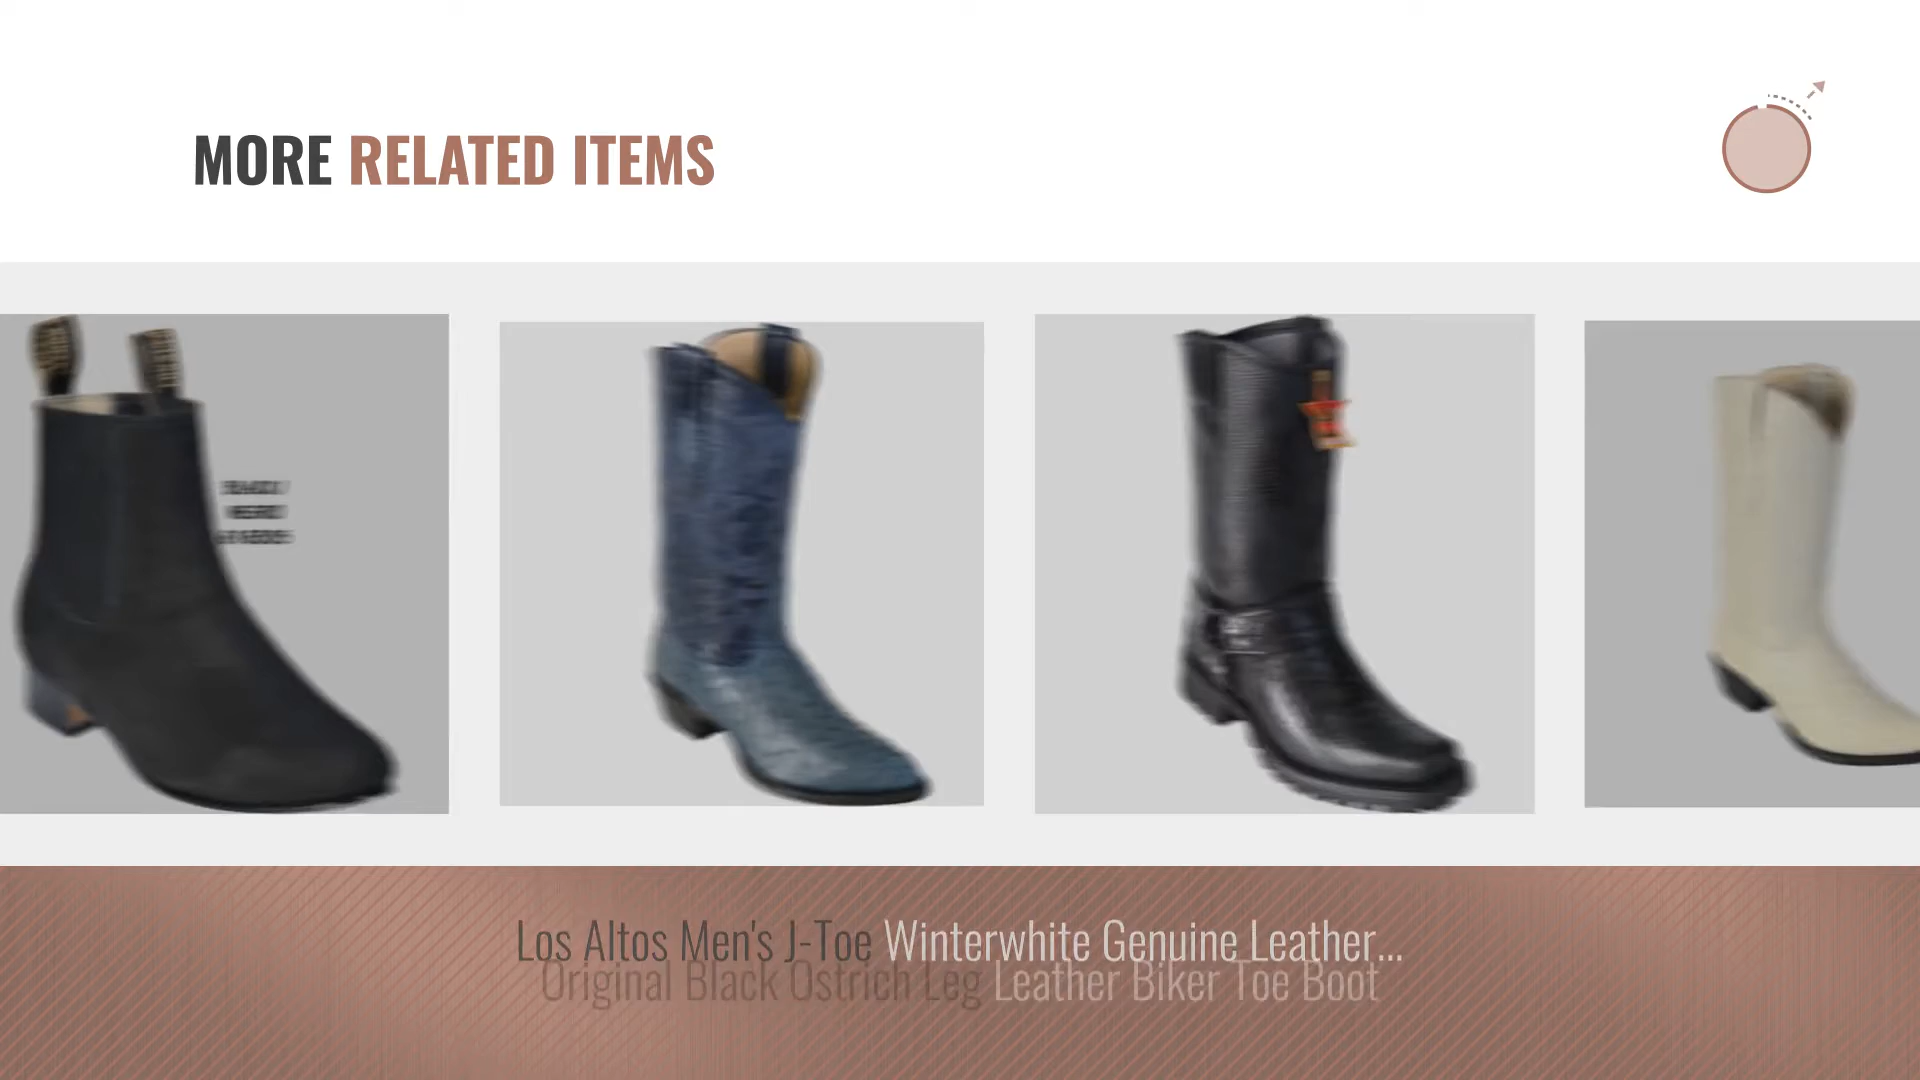 MORE RELATED ITEMS
Los Altos Men's J-Toe Winterwhite Genuine Leather...
Original Black Ostrich Leg Leather Biker Toe Boot